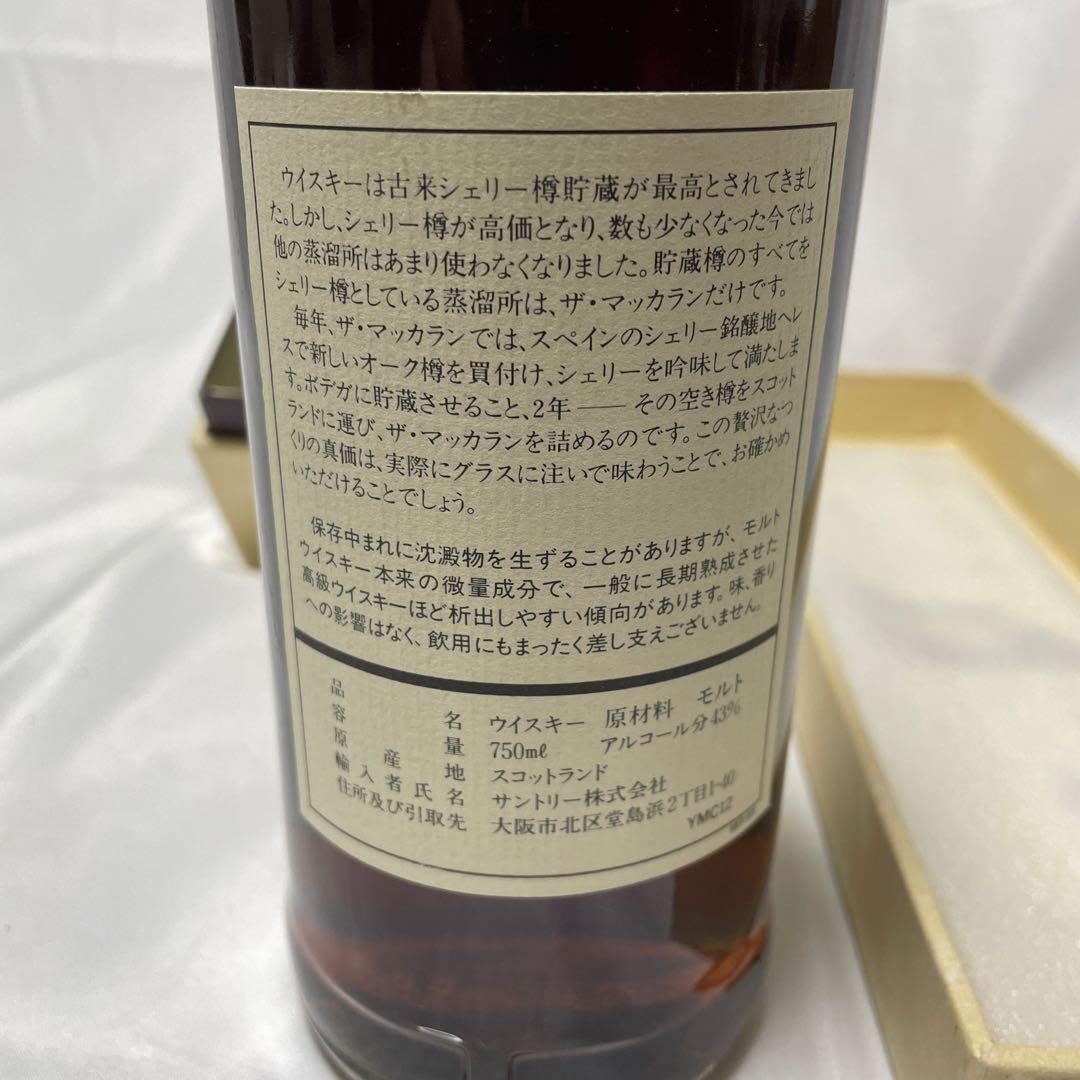 ウイスキーは古来シェリー樽貯蔵が最高とされてきまし
た。しかし、シェリー樽が高価となり、数も少なくなった今では
他の蒸溜所はあまり使わなくなりました。貯蔵樽のすべてを
シェリー樽としている蒸溜所は、ザ・マッカランだけです。
毎年、ザ・マッカランでは、スペインのシェリー銘醸地ヘレ
スで新しいオーク樽を買付け、シェリーを吟味して満たしま
す。ボデガに貯蔵させること、2年――その空き樽をスコット
ランドに運び、ザ・マッカランを詰めるのです。この贅沢なつ
くりの真価は、実際にグラスに注いで味わうことで、お確かめ
いただけることでしょう。
保存中まれに沈澱物を生ずることがありますが、モルト
ウイスキー本来の微量成分で、一般に長期熟成させた
高級ウイスキーほど析出しやすい傾向があります。味、香り
への影響はなく、飲用にもまったく差し支えございません。
品名 ウイスキー 原材料 モルト
容量 750mℓ アルコール分43%
原産地 スコットランド
輸入者氏名 サントリー株式会社
住所及び引取先 大阪市北区堂島浜2丁目1-40
YMC12